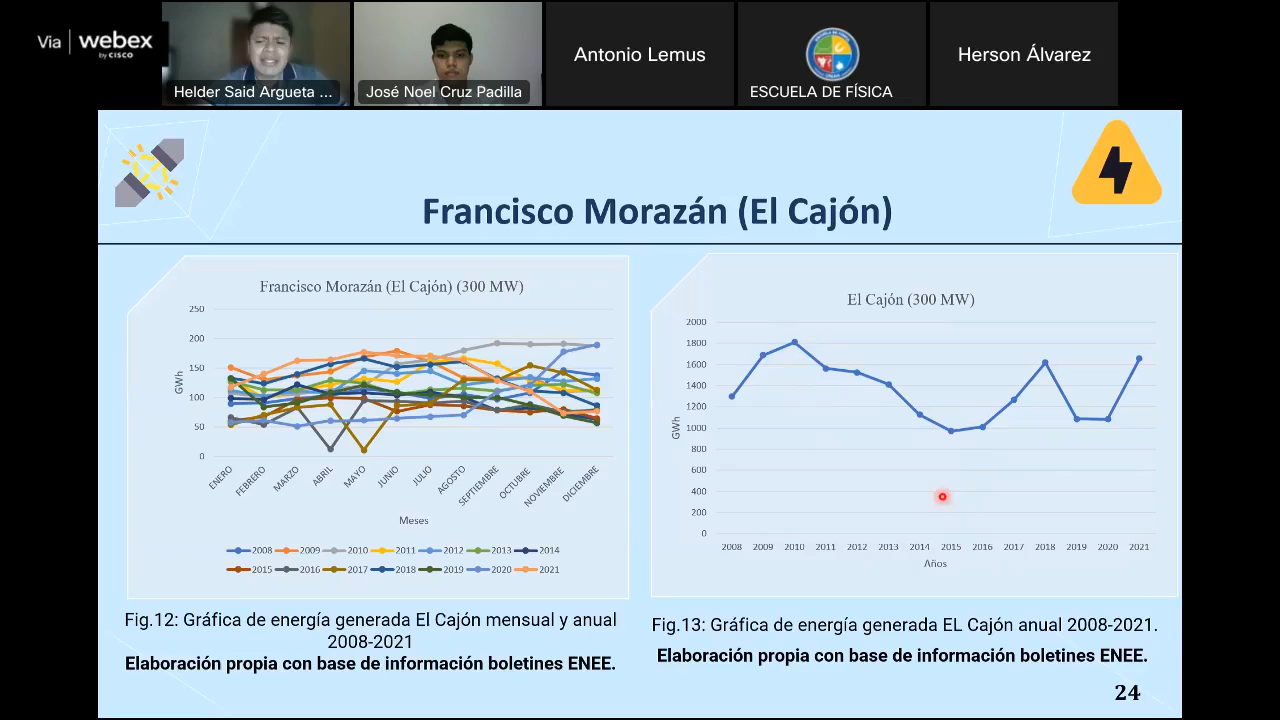 Via webex
by CISCO
Helder Said Argueta ...
José Noel Cruz Padilla
Antonio Lemus
ESCUELA DE FÍSICA
Herson Álvarez
Francisco Morazán (El Cajón)
Francisco Morazán (El Cajón) (300 MW)
250
200
150
100
50
0
GWh
ENERO
FEBRERO
MARZO
ABRIL
MAYO
JUNIO
JULIO
AGOSTO
SEPTIEMBRE
OCTUBRE
NOVIEMBRE
DICIEMBRE
Meses
2008 2009 2010 2011 2012 2013 2014
2015 2016 2017 2018 2019 2020 2021
Fig.12: Gráfica de energía generada El Cajón mensual y anual
2008-2021
Elaboración propia con base de información boletines ENEE.
El Cajón (300 MW)
2000
1800
1600
1400
1200
1000
800
600
400
200
0
GWh
2008 2009 2010 2011 2012 2013 2014 2015 2016 2017 2018 2019 2020 2021
Años
Fig.13: Gráfica de energía generada EL Cajón anual 2008-2021.
Elaboración propia con base de información boletines ENEE.
24